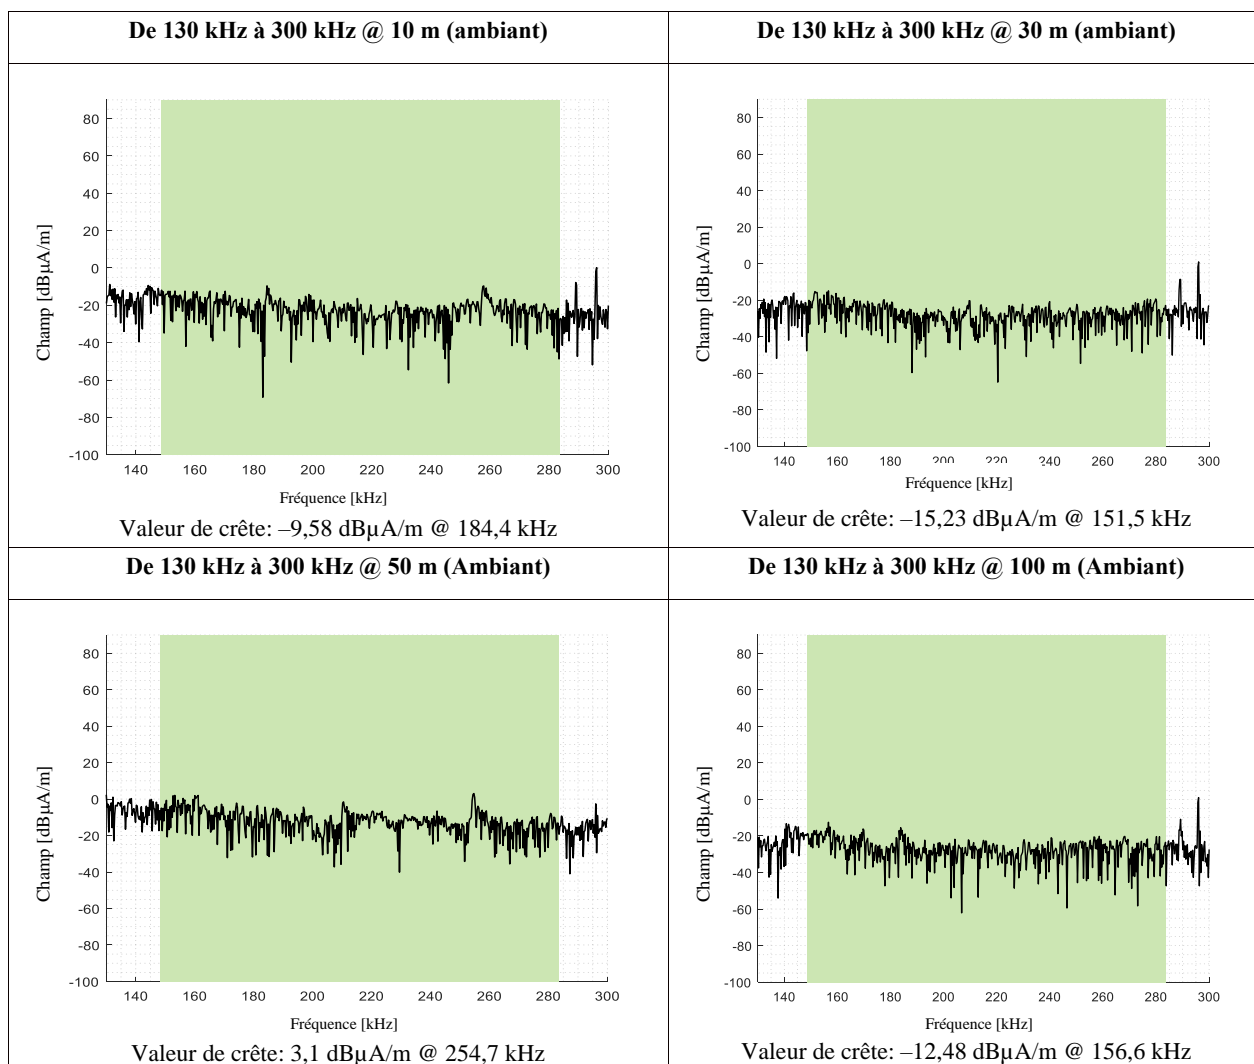 De 130 kHz à 300 kHz @ 10 m (ambiant)
De 130 kHz à 300 kHz @ 30 m (ambiant)
80
60
40
20
0
-20
-40
-60
-80
-100
Champ [dBµA/m]
140 160 180 200 220 240 260 280 300
Fréquence [kHz]
Valeur de crête: –9,58 dBµA/m @ 184,4 kHz
80
60
40
20
0
-20
-40
-60
-80
-100
Champ [dBµA/m]
140 160 180 200 220 240 260 280 300
Fréquence [kHz]
Valeur de crête: –15,23 dBµA/m @ 151,5 kHz
De 130 kHz à 300 kHz @ 50 m (Ambiant)
De 130 kHz à 300 kHz @ 100 m (Ambiant)
80
60
40
20
0
-20
-40
-60
-80
-100
Champ [dBµA/m]
140 160 180 200 220 240 260 280 300
Fréquence [kHz]
Valeur de crête: 3,1 dBµA/m @ 254,7 kHz
80
60
40
20
0
-20
-40
-60
-80
-100
Champ [dBµA/m]
140 160 180 200 220 240 260 280 300
Fréquence [kHz]
Valeur de crête: –12,48 dBµA/m @ 156,6 kHz